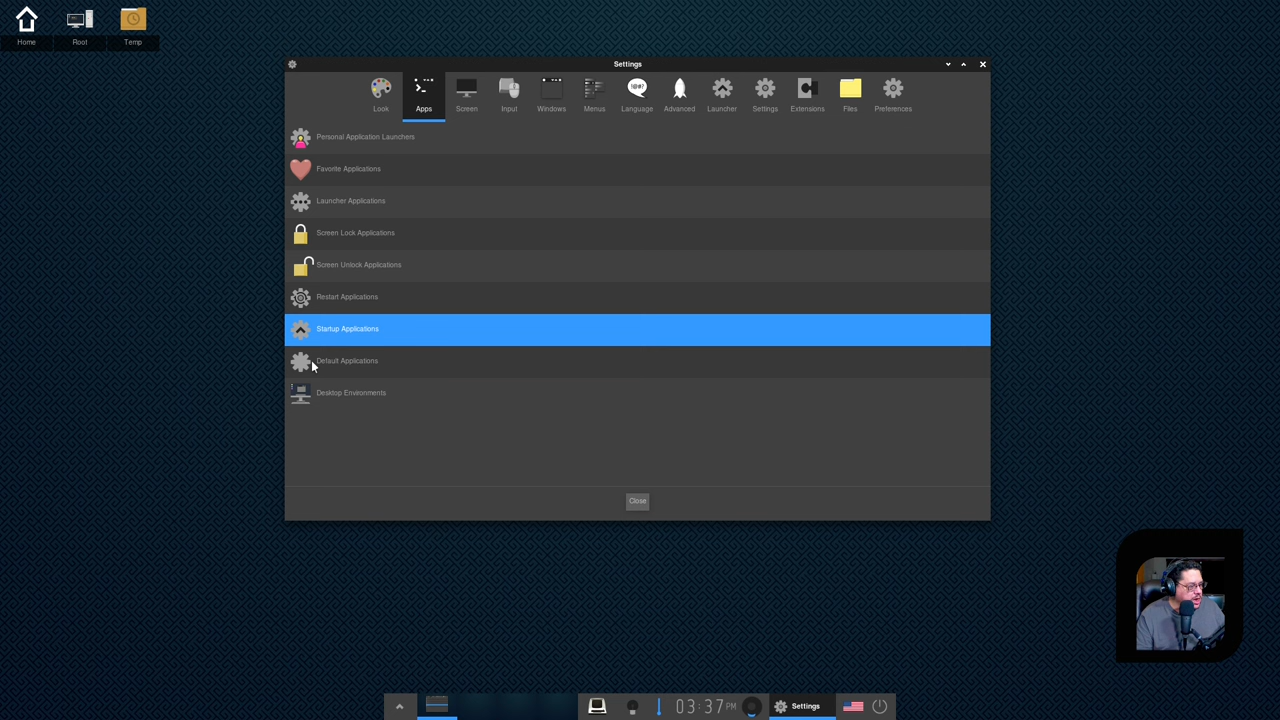 Home
Root
Temp
Settings
Look
Apps
Screen
Input
Windows
Menus
!@#?
Language
Advanced
Launcher
Settings
Extensions
Files
Preferences
Personal Application Launchers
Favorite Applications
Launcher Applications
Screen Lock Applications
Screen Unlock Applications
Restart Applications
Startup Applications
Default Applications
Desktop Environments
Close
03:37 PM
Settings